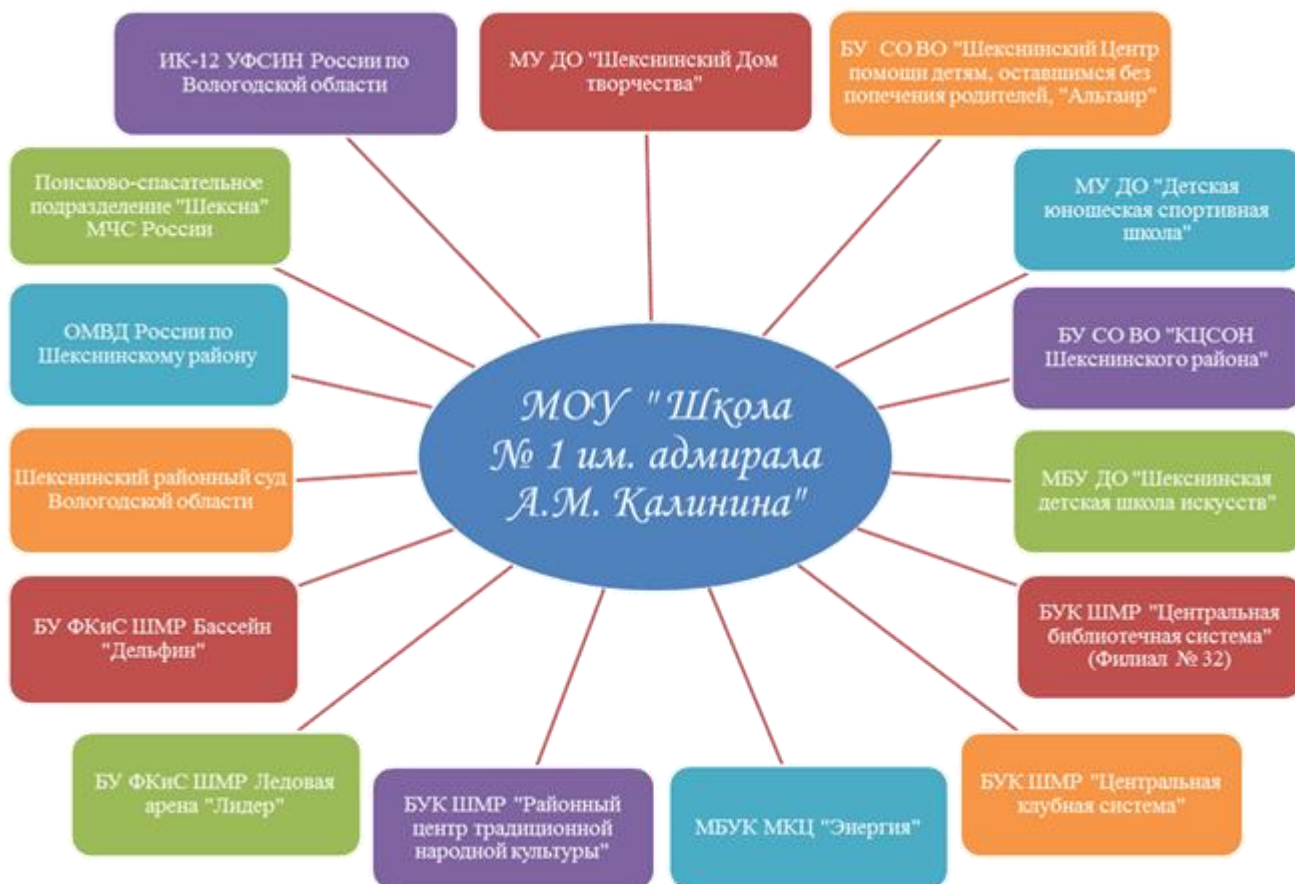 ИК-12 УФСИН России по
Вологодской области
МУ ДО "Шекснинский Дом
творчества"
БУ СО ВО "Шекснинский Центр
помощи детям, оставшимся без
попечения родителей, "Альтаир"
Поисково-спасательное
подразделение "Шексна"
МЧС России
МУ ДО "Детская
юношеская спортивная
школа"
ОМВД России по
Шекснинскому району
БУ СО ВО "КЦСОН
Шекснинского района"
МОУ "Школа
№ 1 им. адмирала
А.М. Калинина"
Шекснинский районный суд
Вологодской области
МБУ ДО "Шекснинская
детская школа искусств"
БУ ФКиС ШМР Бассейн
"Дельфин"
БУК ШМР "Центральная
библиотечная система"
(Филиал № 32)
БУ ФКиС ШМР Ледовая
арена "Лидер"
БУК ШМР "Районный
центр традиционной
народной культуры"
МБУК МКЦ "Энергия"
БУК ШМР "Центральная
клубная система"